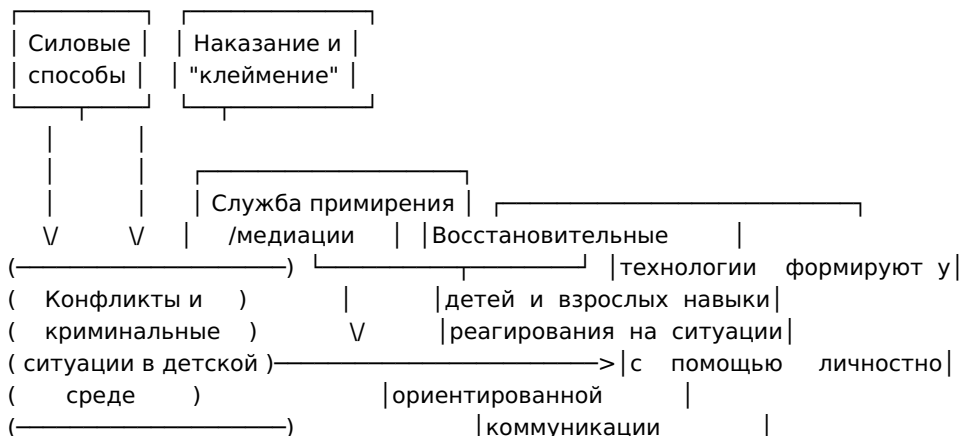 Силовые Наказание и
способы "клеймение"
Служба примирения
/медиации Восстановительные
технологии формируют у
Конфликты и детей и взрослых навыки
криминальные реагирования на ситуации
ситуации в детской с помощью личностно
среде ориентированной
коммуникации